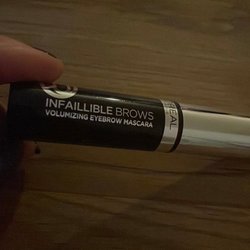 INFAILLIBLE BROWS
VOLUMIZING EYEBROW MASCARA